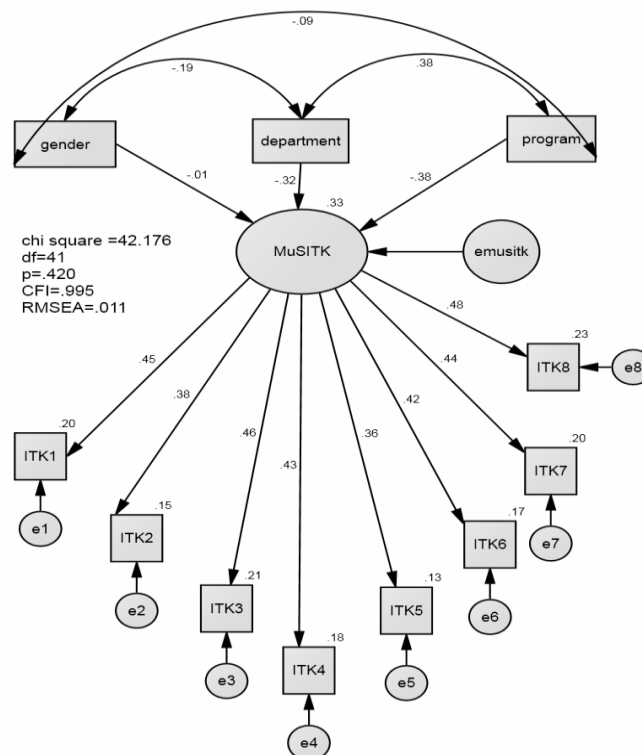 -.09
-.19
.38
gender
department
program
-.01
-.32
-.38
.33
MuSITK
emusitk
chi square =42.176
df=41
p=.420
CFI=.995
RMSEA=.011
.48
.23
ITK8
e8
.45
.38
.46
.43
.36
.42
.44
.20
ITK1
e1
.20
ITK7
e7
.15
ITK2
e2
.17
ITK6
e6
.21
ITK3
e3
.13
ITK5
e5
.18
ITK4
e4